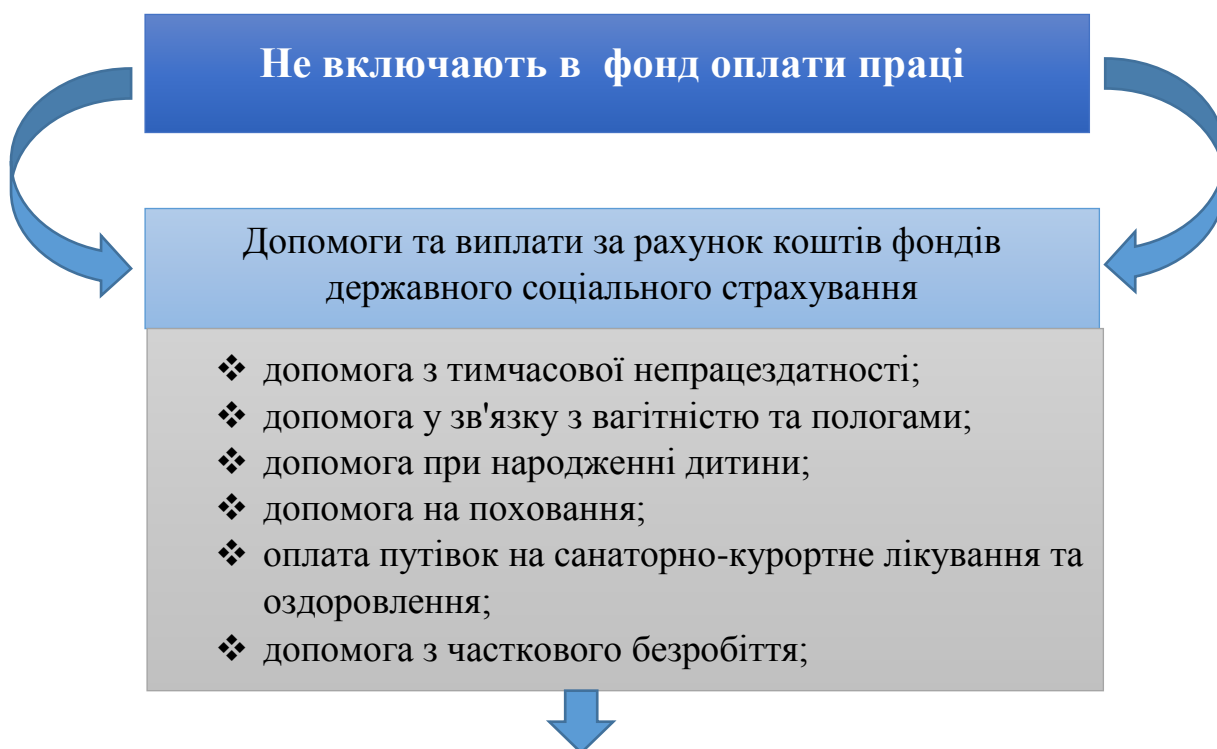 Не включають в фонд оплати праці
Допомоги та виплати за рахунок коштів фондів
державного соціального страхування
❖ допомога з тимчасової непрацездатності;
❖ допомога у зв'язку з вагітністю та пологами;
❖ допомога при народженні дитини;
❖ допомога на поховання;
❖ оплата путівок на санаторно-курортне лікування та
оздоровлення;
❖ допомога з часткового безробіття;